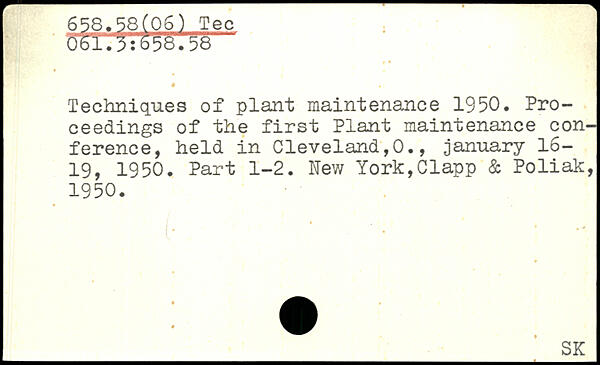 658.58(06) Tec
061.3:658.58
Techniques of plant maintenance 1950. Pro-
ceedings of the first Plant maintenance con-
ference, held in Cleveland,O., january 16-
19, 1950. Part 1-2. New York,Clapp & Poliak,
1950.
SK